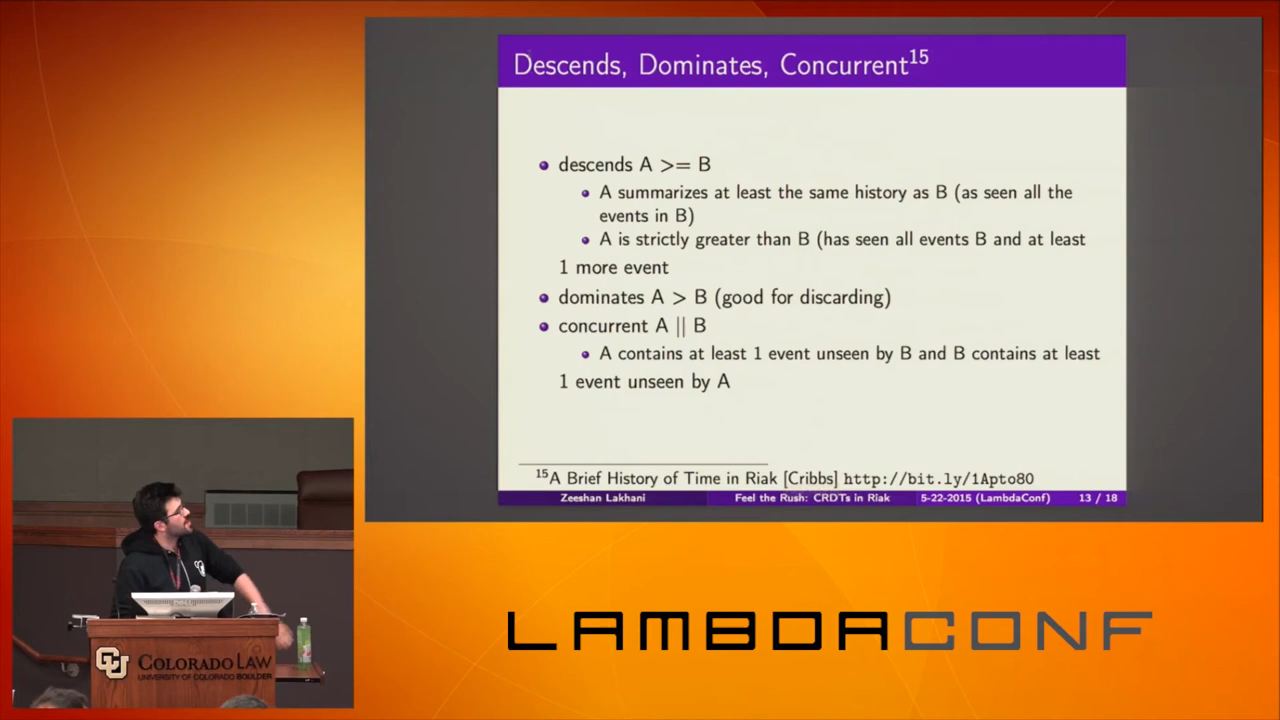 Descends, Dominates, Concurrent15
descends A >= B
A summarizes at least the same history as B (as seen all the
events in B)
A is strictly greater than B (has seen all events B and at least
1 more event
dominates A > B (good for discarding)
concurrent A || B
A contains at least 1 event unseen by B and B contains at least
1 event unseen by A
15A Brief History of Time in Riak [Cribbs] http://bit.ly/1Apto80
Zeeshan Lakhani Feel the Rush: CRDTs in Riak 5-22-2015 (LambdaConf) 13 / 18
CU COLORADO LAW
UNIVERSITY OF COLORADO BOULDER
LAMBDACONF